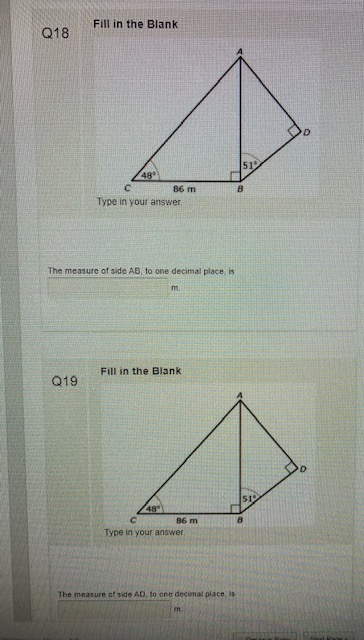 Q18
Fill in the Blank
A
D
51°
48°
C
86 m
B
Type in your answer.
The measure of side AB, to one decimal place, is
m.
Q19
Fill in the Blank
A
D
51°
48°
C
86 m
B
Type in your answer
The measure of side AD, to one decimal place, is
m.